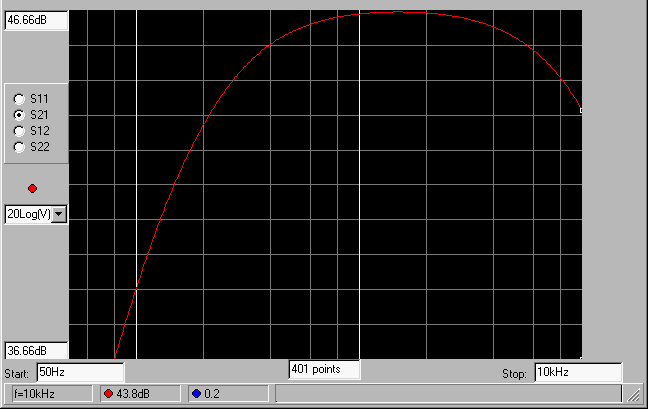 46.66dB
S11
S21
S12
S22
20Log(V)
36.66dB
Start: 50Hz
401 points
Stop: 10kHz
f=10kHz
43.8dB
0.2